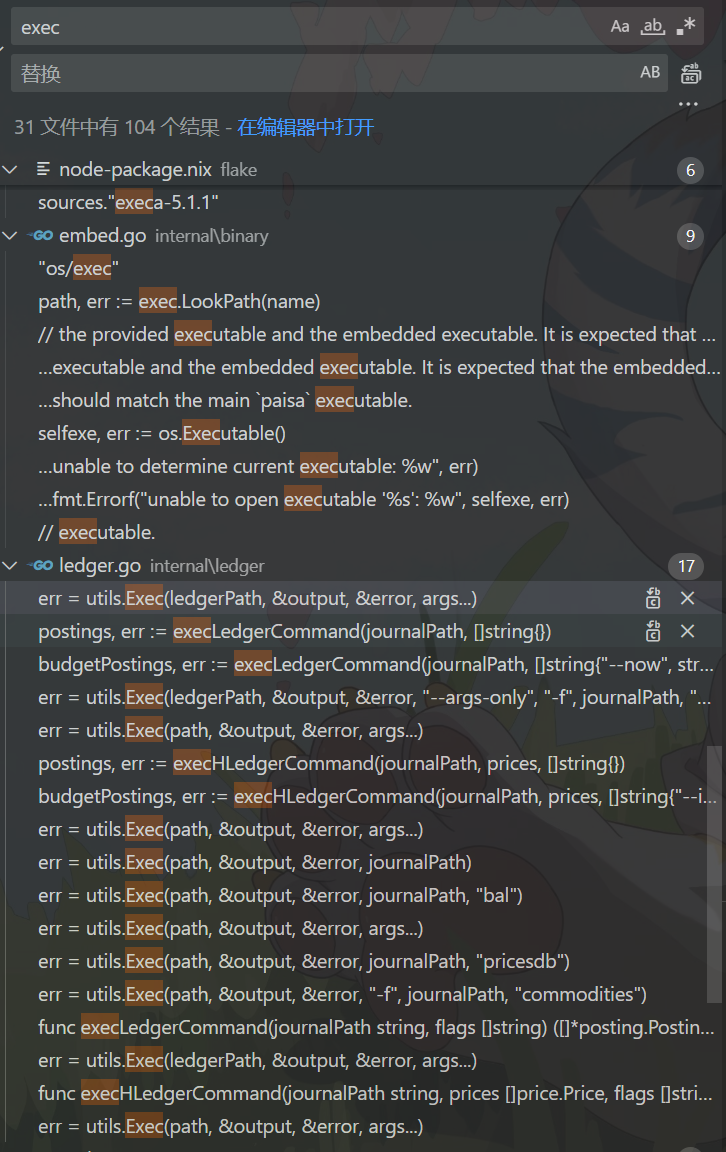 exec
Aa ab .*
替换
AB
31 文件中有 104 个结果 - 在编辑器中打开
node-package.nix flake 6
sources."execa-5.1.1"
GO embed.go internal\binary 9
"os/exec"
path, err := exec.LookPath(name)
// the provided executable and the embedded executable. It is expected that ...
...executable and the embedded executable. It is expected that the embedded...
...should match the main `paisa` executable.
selfexe, err := os.Executable()
...unable to determine current executable: %w", err)
...fmt.Errorf("unable to open executable '%s': %w", selfexe, err)
// executable.
GO ledger.go internal\ledger 17
err = utils.Exec(ledgerPath, &output, &error, args...)
postings, err := execLedgerCommand(journalPath, []string{})
budgetPostings, err := execLedgerCommand(journalPath, []string{"--now", str...
err = utils.Exec(ledgerPath, &output, &error, "--args-only", "-f", journalPath, "...
err = utils.Exec(path, &output, &error, args...)
postings, err := execHLedgerCommand(journalPath, prices, []string{})
budgetPostings, err := execHLedgerCommand(journalPath, prices, []string{"--i...
err = utils.Exec(path, &output, &error, args...)
err = utils.Exec(path, &output, &error, journalPath)
err = utils.Exec(path, &output, &error, journalPath, "bal")
err = utils.Exec(path, &output, &error, args...)
err = utils.Exec(path, &output, &error, journalPath, "pricesdb")
err = utils.Exec(path, &output, &error, "-f", journalPath, "commodities")
func execLedgerCommand(journalPath string, flags []string) ([]*posting.Postin...
err = utils.Exec(ledgerPath, &output, &error, args...)
func execHLedgerCommand(journalPath string, prices []price.Price, flags []stri...
err = utils.Exec(path, &output, &error, args...)